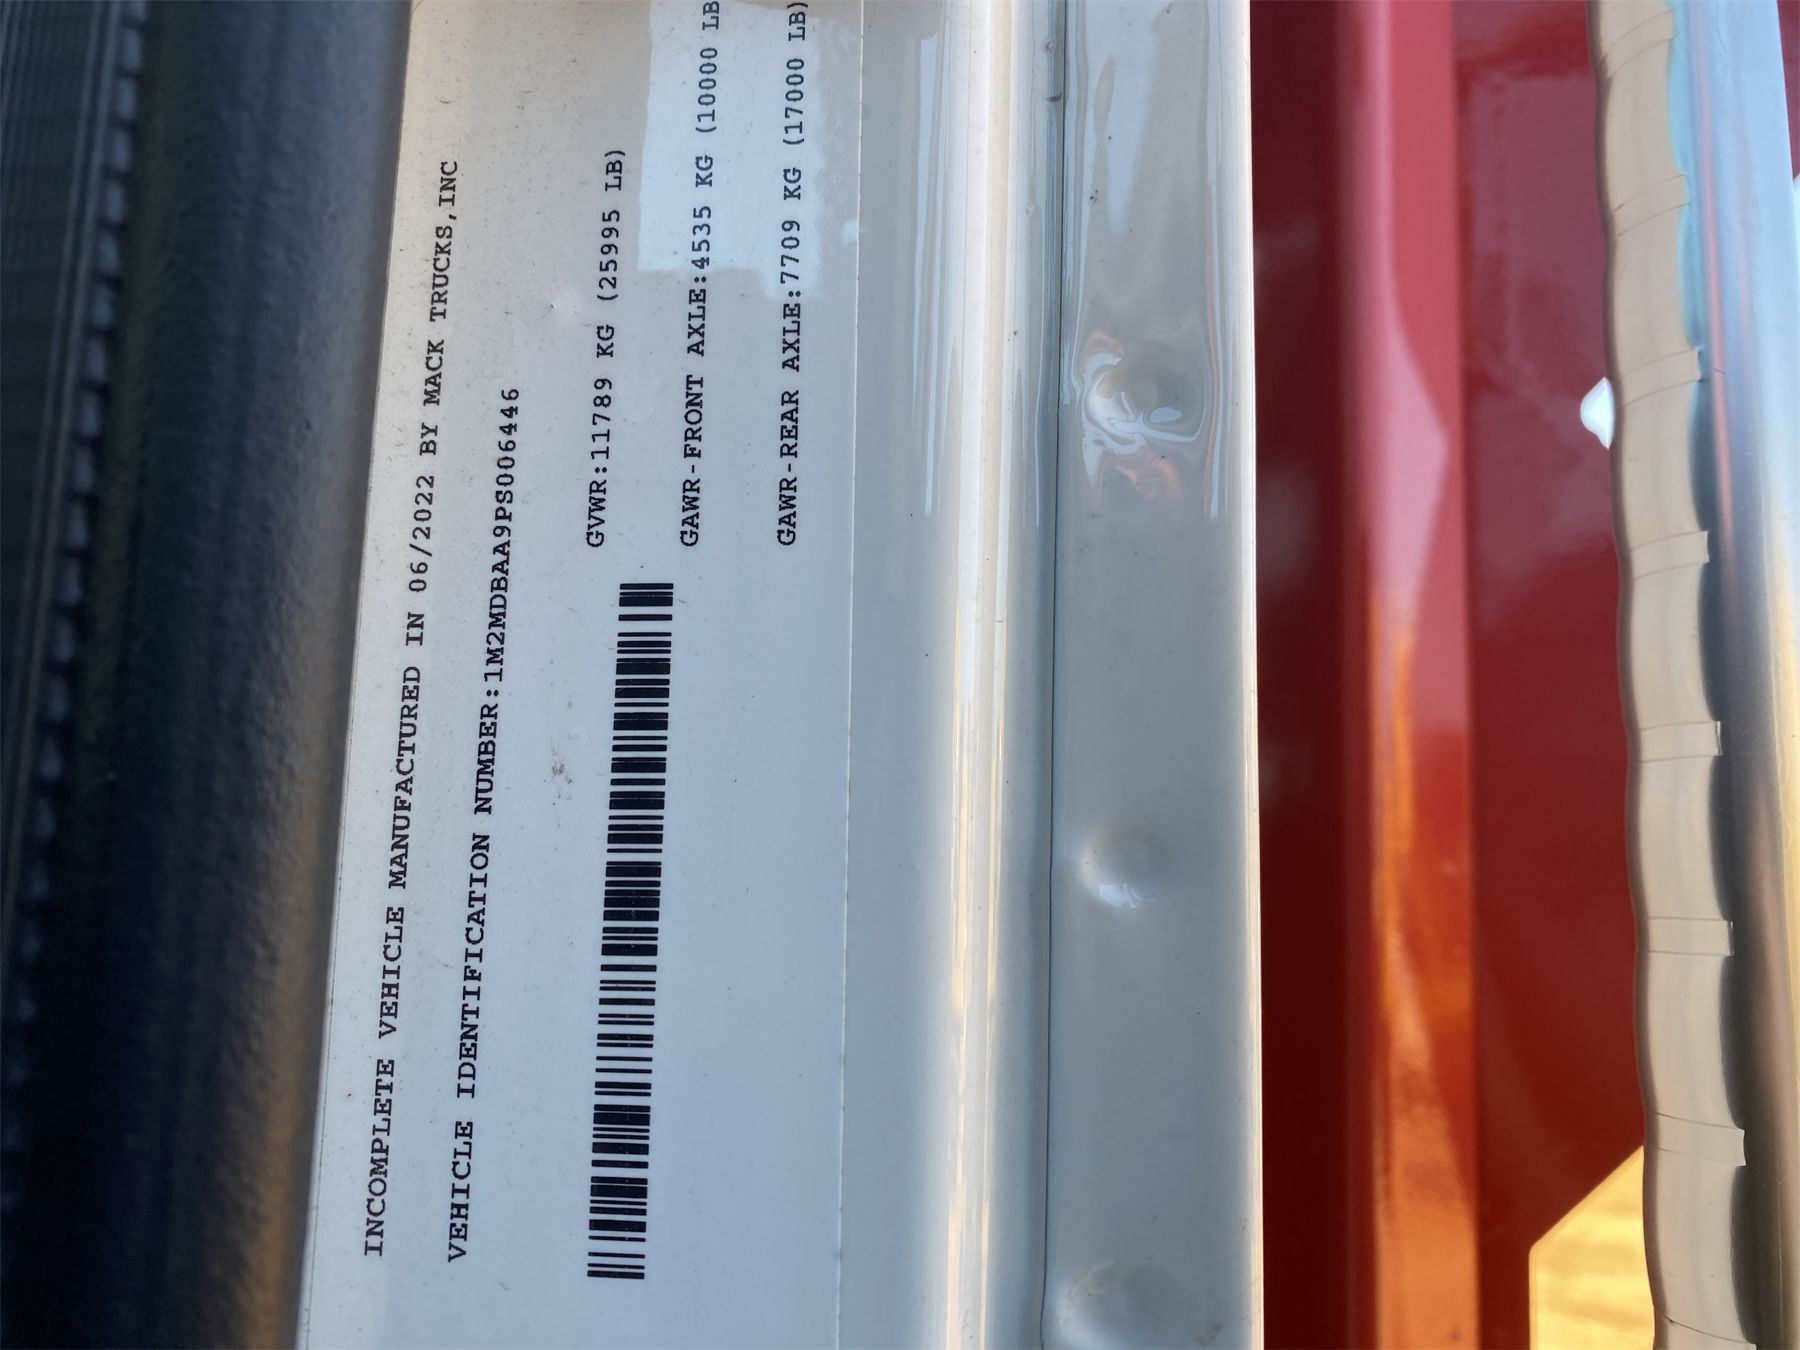 INCOMPLETE VEHICLE MANUFACTURED IN 06/2022 BY MACK TRUCKS,INC
VEHICLE IDENTIFICATION NUMBER:1M2MDBAA9PS006446
GVWR:11789 KG (25995 LB)
GAWR-FRONT AXLE:4535 KG (10000 LB
GAWR-REAR AXLE:7709 KG (17000 LB)